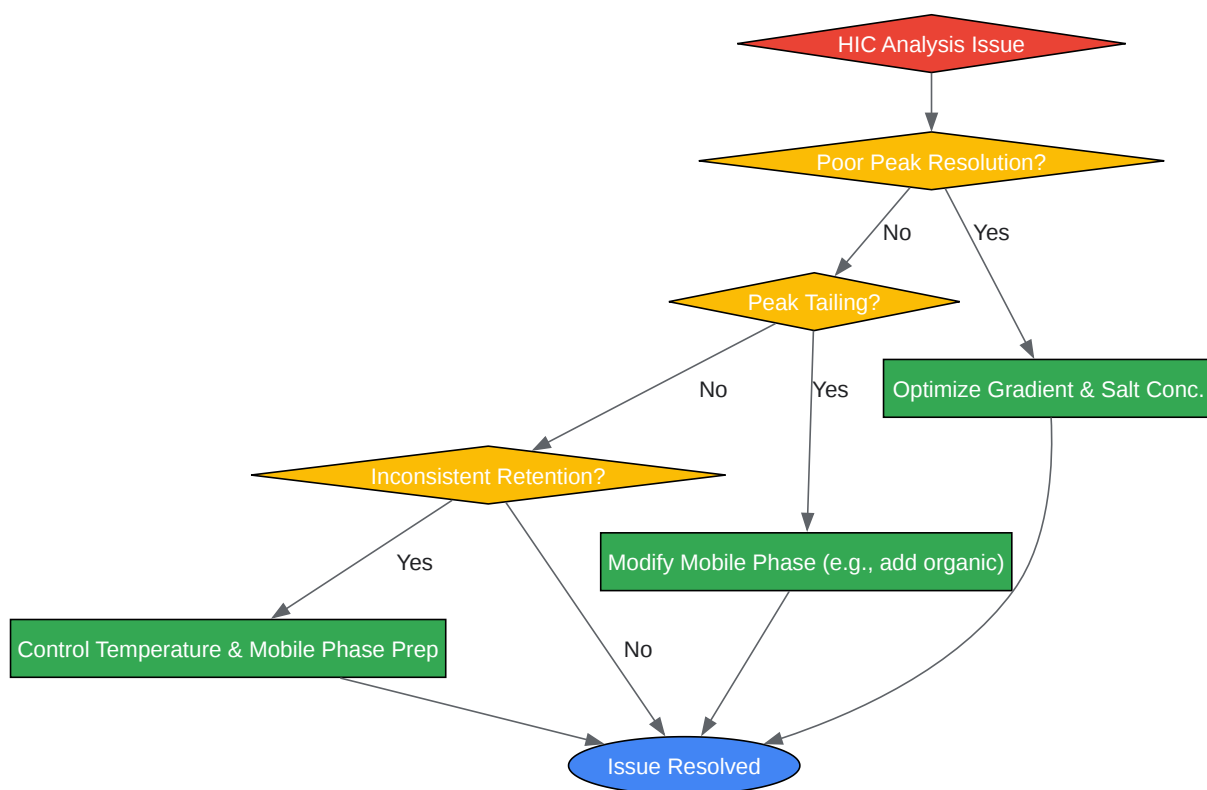 HIC Analysis Issue
Poor Peak Resolution?
No
Yes
Peak Tailing?
No
Yes
Optimize Gradient & Salt Conc.
Inconsistent Retention?
Yes
No
Modify Mobile Phase (e.g., add organic)
Control Temperature & Mobile Phase Prep
Issue Resolved